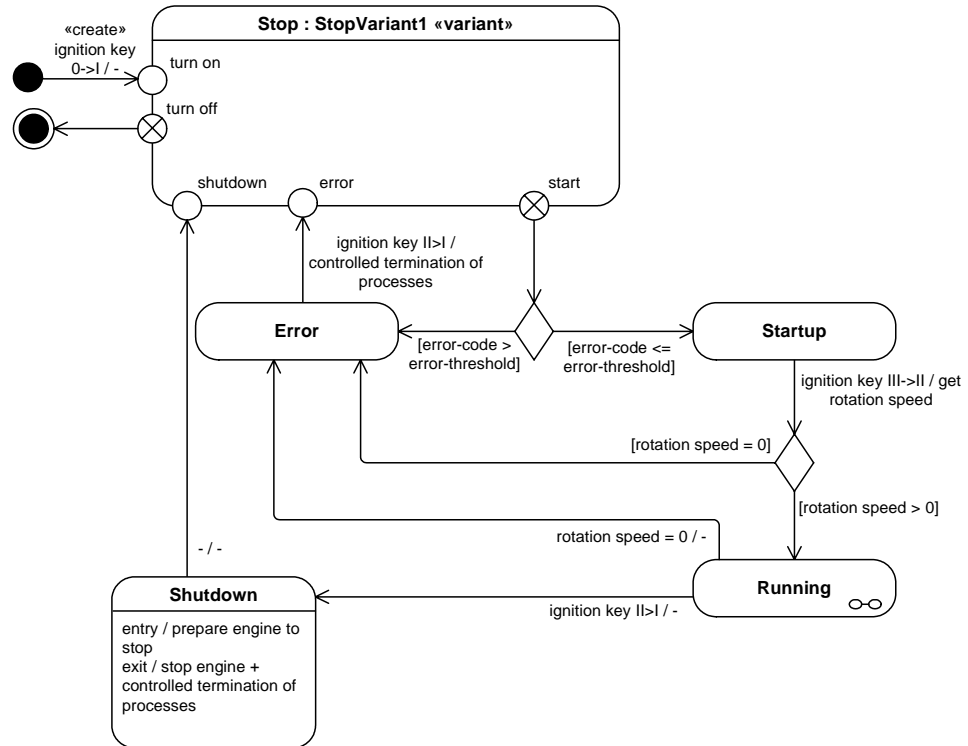 Stop : StopVariant1 «variant»
«create»
ignition key
0->I / -
turn on
turn off
shutdown
error
start
ignition key II>I /
controlled termination of
processes
Error
Startup
[error-code >
error-threshold]
[error-code <=
error-threshold]
ignition key III->II / get
rotation speed
[rotation speed = 0]
[rotation speed > 0]
rotation speed = 0 / -
- / -
Running
Shutdown
ignition key II>I / -
entry / prepare engine to
stop
exit / stop engine +
controlled termination of
processes